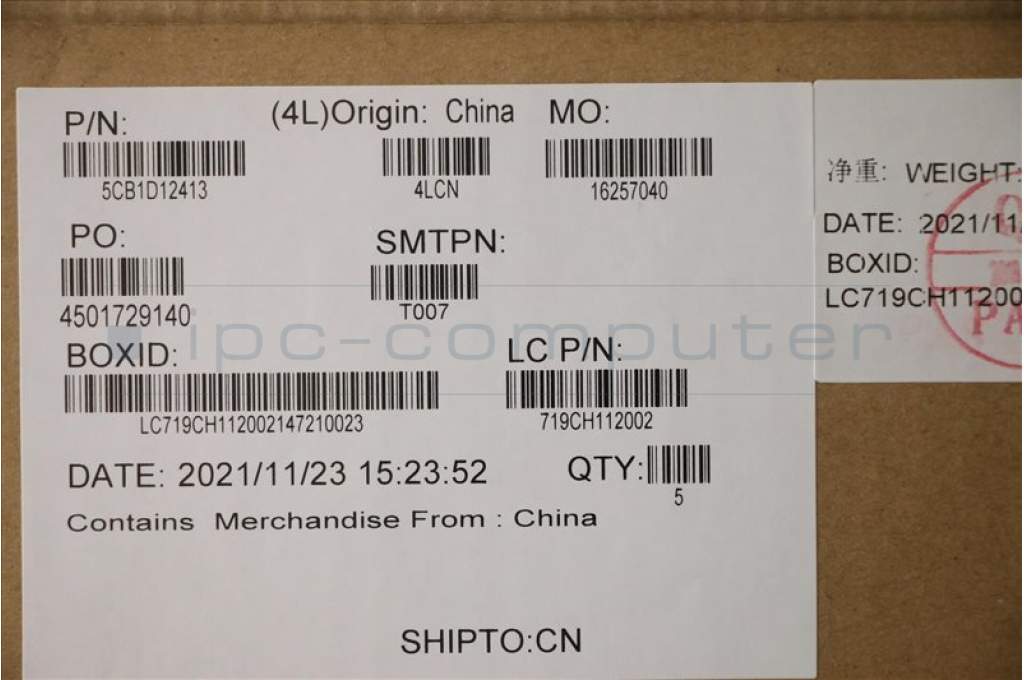 P/N: (4L)Origin: China MO:
5CB1D12413 4LCN 16257040
PO: SMTPN:
4501729140 T007
BOXID: LC P/N:
LC719CH112002147210023 719CH112002
DATE: 2021/11/23 15:23:52 QTY:
5
Contains Merchandise From : China
SHIPTO:CN
净重: WEIGHT:
DATE: 2021/11
BOXID:
LC719CH11200
ipc-computer